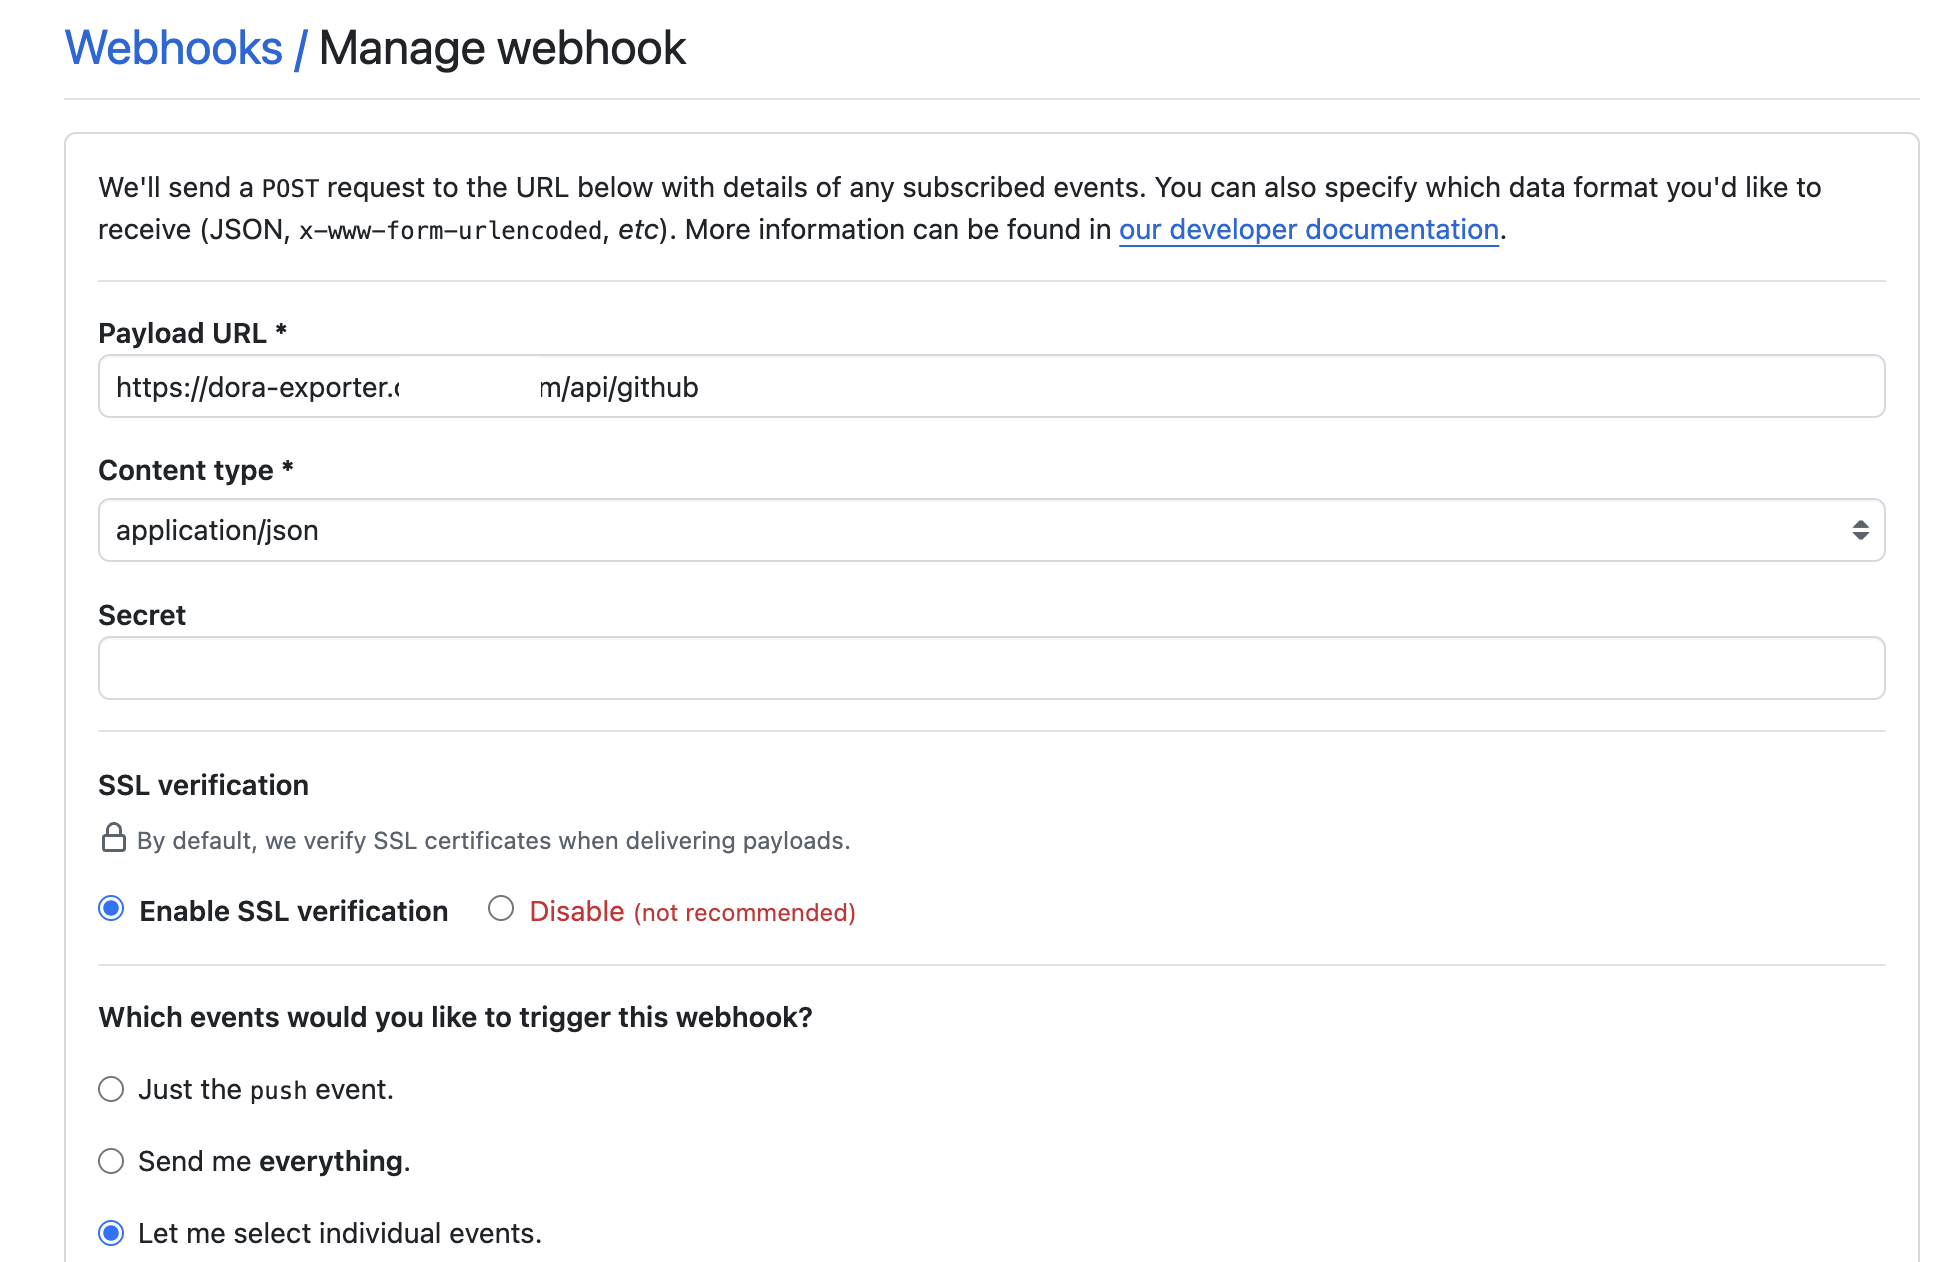 Webhooks / Manage webhook
We'll send a POST request to the URL below with details of any subscribed events. You can also specify which data format you'd like to
receive (JSON, x-www-form-urlencoded, etc). More information can be found in our developer documentation.
Payload URL *
https://dora-exporter. m/api/github
Content type *
application/json
Secret
SSL verification
By default, we verify SSL certificates when delivering payloads.
Enable SSL verification Disable (not recommended)
Which events would you like to trigger this webhook?
Just the push event.
Send me everything.
Let me select individual events.